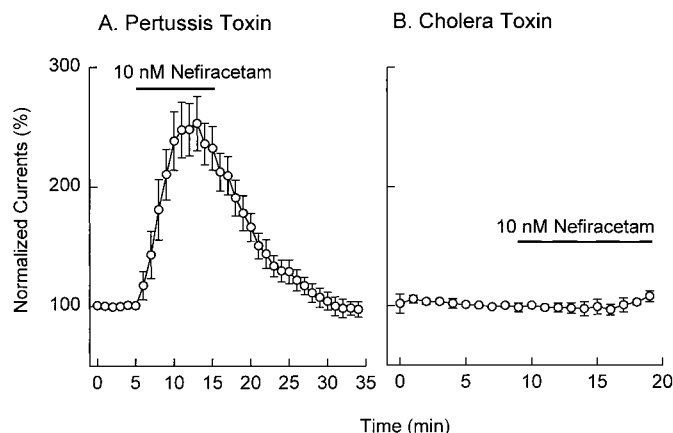 A. Pertussis Toxin
B. Cholera Toxin
300
10 nM Nefiracetam
200
10 nM Nefiracetam
100
Normalized Currents (%)
0 5 10 15 20 25 30 35
0 5 10 15 20
Time (min)